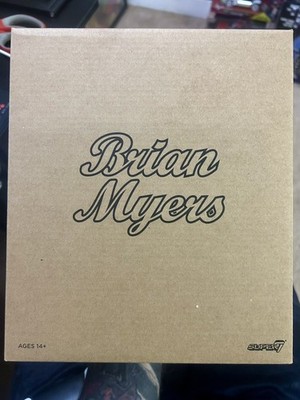 Brian
Myers
AGES 14+
SUPER7